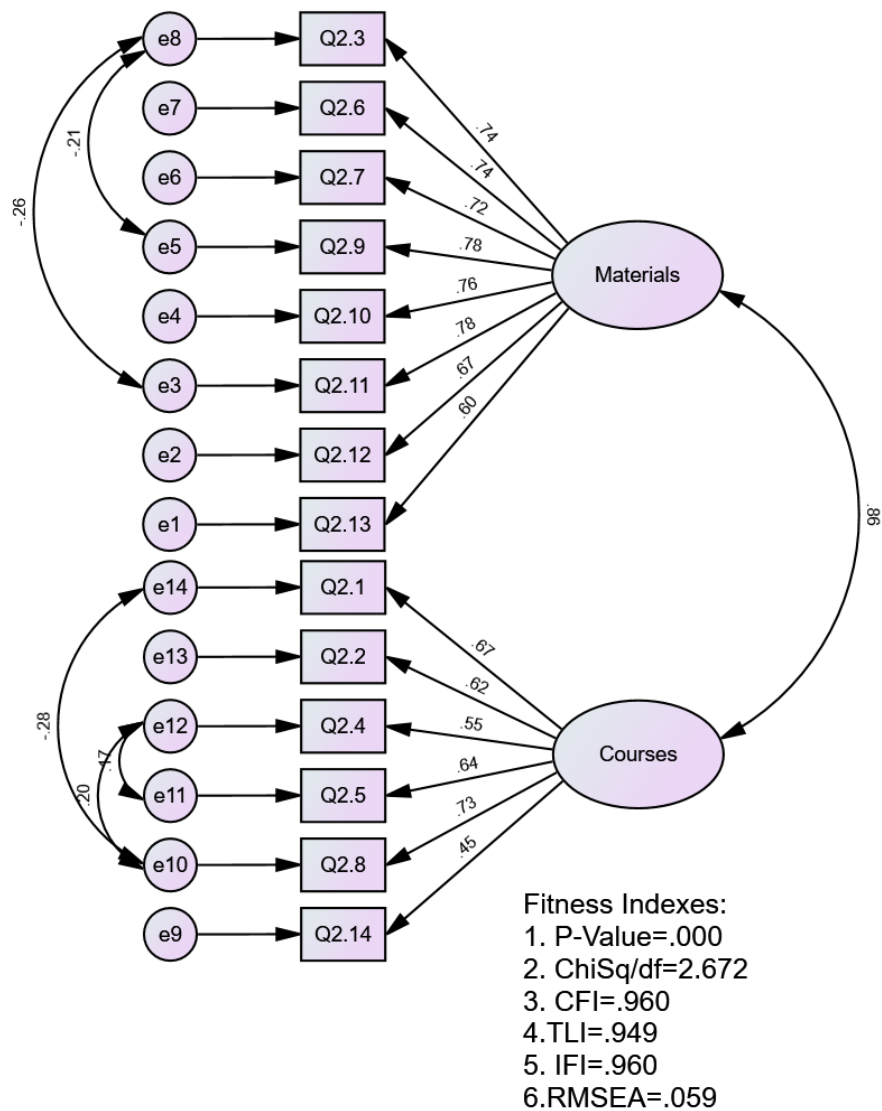 e8
Q2.3
e7
Q2.6
e6
Q2.7
e5
Q2.9
e4
Q2.10
e3
Q2.11
e2
Q2.12
e1
Q2.13
e14
Q2.1
e13
Q2.2
e12
Q2.4
e11
Q2.5
e10
Q2.8
e9
Q2.14
-.21
-.26
-.28
.20
.47
.74
.74
.72
.78
.76
.78
.67
.60
Materials
.86
.67
.62
.55
.64
.73
.45
Courses
Fitness Indexes:
1. P-Value=.000
2. ChiSq/df=2.672
3. CFI=.960
4.TLI=.949
5. IFI=.960
6.RMSEA=.059